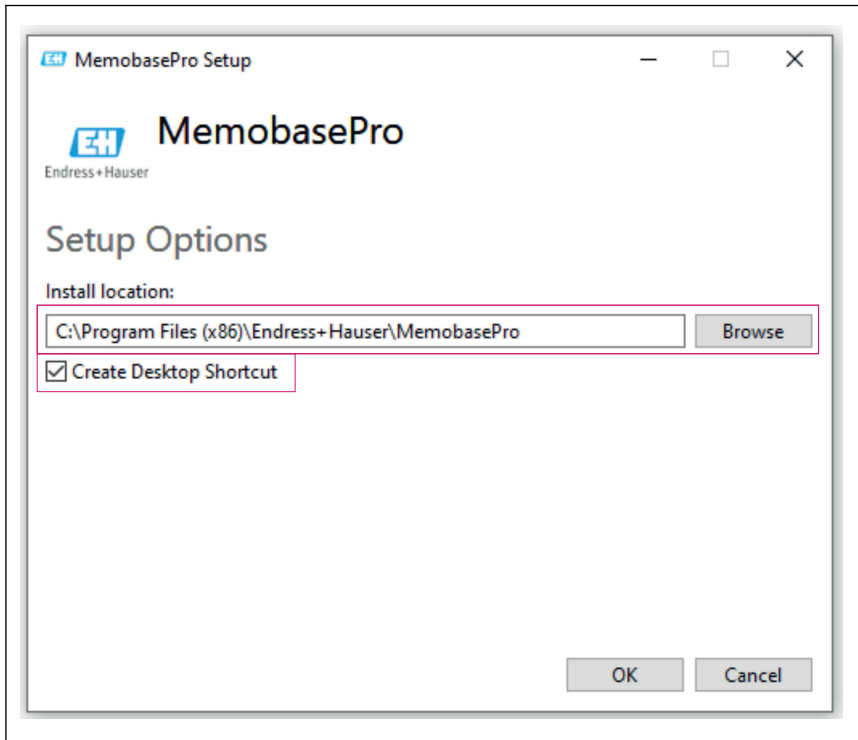 MemobasePro Setup
EH
MemobasePro
Endress+Hauser
Setup Options
Install location:
C:\Program Files (x86)\Endress+Hauser\MemobasePro
Browse
Create Desktop Shortcut
OK
Cancel